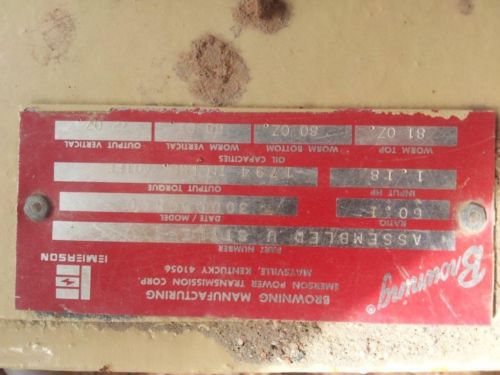 Browning®
BROWNING MANUFACTURING
EMERSON POWER TRANSMISSION CORP.
MAYSVILLE KENTUCKY 41056
EMERSON
PART NUMBER
RATIO
60:1
DATE / MODEL
INPUT HP
1.18
OUTPUT TORQUE
1794
OIL CAPACITIES
WORM TOP
81 OZ.
WORM BOTTOM
80 OZ.
WORM VERTICAL
OUTPUT VERTICAL
OZ.